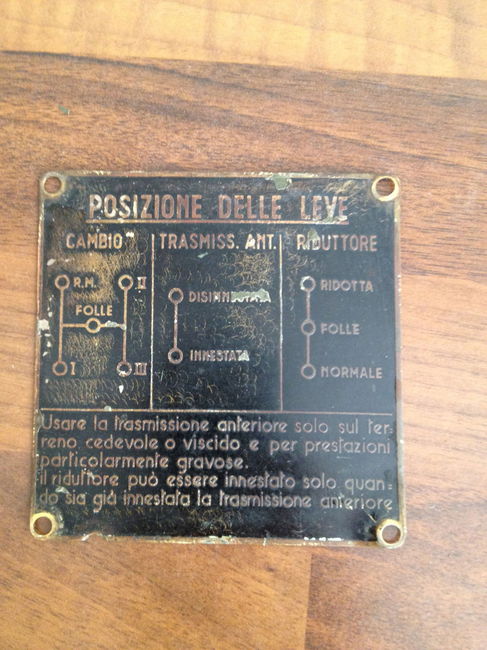 POSIZIONE DELLE LEVE
CAMBIO TRASMISS. ANT. RIDUTTORE
R.M. II DISINNESTATA RIDOTTA
FOLLE FOLLE
I III INNESTATA NORMALE
Usare la trasmissione anteriore solo sul ter-
reno cedevole o viscido e per prestazioni
particolarmente gravose.
il riduttore può essere innestato solo quan-
do sia già innestata la trasmissione anteriore